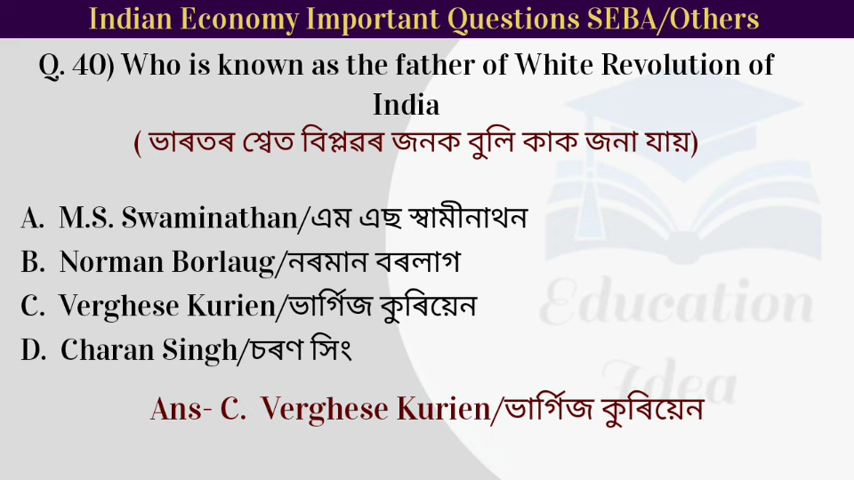 Indian Economy Important Questions SEBA/Others
Q. 40) Who is known as the father of White Revolution of
India
( ভাৰতৰ শ্বেত বিপ্লৱৰ জনক বুলি কাক জনা যায়)
A. M.S. Swaminathan/এম এছ স্বামীনাথন
B. Norman Borlaug/নৰমান বৰলাগ
C. Verghese Kurien/ভাৰ্গিজ কুৰিয়েন
D. Charan Singh/চৰণ সিং
Education
Idea
Ans- C. Verghese Kurien/ভাৰ্গিজ কুৰিয়েন